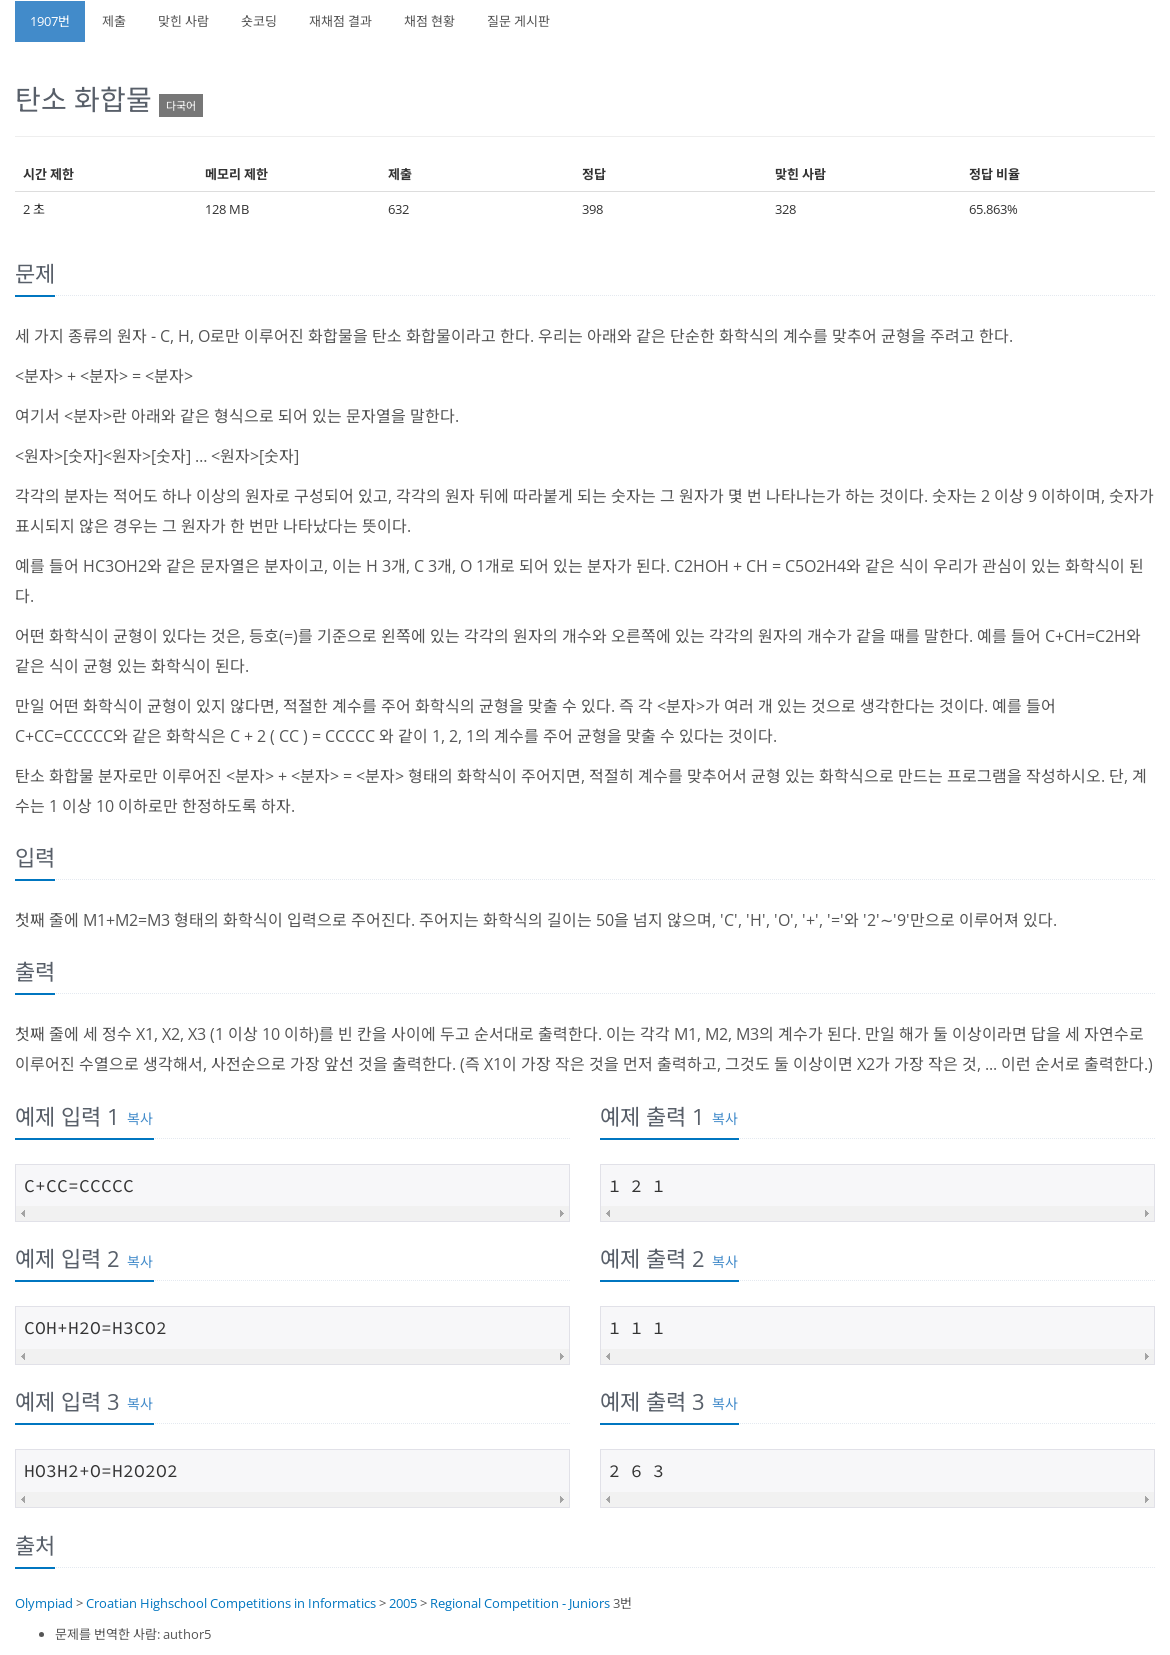 1907번 제출 맞힌 사람 숏코딩 재채점 결과 채점 현황 질문 게시판
탄소 화합물 다국어
시간 제한 메모리 제한 제출 정답 맞힌 사람 정답 비율
2 초 128 MB 632 398 328 65.863%
문제
세 가지 종류의 원자 - C, H, O로만 이루어진 화합물을 탄소 화합물이라고 한다. 우리는 아래와 같은 단순한 화학식의 계수를 맞추어 균형을 주려고 한다.
<분자> + <분자> = <분자>
여기서 <분자>란 아래와 같은 형식으로 되어 있는 문자열을 말한다.
<원자>[숫자]<원자>[숫자] ... <원자>[숫자]
각각의 분자는 적어도 하나 이상의 원자로 구성되어 있고, 각각의 원자 뒤에 따라붙게 되는 숫자는 그 원자가 몇 번 나타나는가 하는 것이다. 숫자는 2 이상 9 이하이며, 숫자가
표시되지 않은 경우는 그 원자가 한 번만 나타났다는 뜻이다.
예를 들어 HC3OH2와 같은 문자열은 분자이고, 이는 H 3개, C 3개, O 1개로 되어 있는 분자가 된다. C2HOH + CH = C5O2H4와 같은 식이 우리가 관심이 있는 화학식이 된
다.
어떤 화학식이 균형이 있다는 것은, 등호(=)를 기준으로 왼쪽에 있는 각각의 원자의 개수와 오른쪽에 있는 각각의 원자의 개수가 같을 때를 말한다. 예를 들어 C+CH=C2H와
같은 식이 균형 있는 화학식이 된다.
만일 어떤 화학식이 균형이 있지 않다면, 적절한 계수를 주어 화학식의 균형을 맞출 수 있다. 즉 각 <분자>가 여러 개 있는 것으로 생각한다는 것이다. 예를 들어
C+CC=CCCCC와 같은 화학식은 C + 2 ( CC ) = CCCCC 와 같이 1, 2, 1의 계수를 주어 균형을 맞출 수 있다는 것이다.
탄소 화합물 분자로만 이루어진 <분자> + <분자> = <분자> 형태의 화학식이 주어지면, 적절히 계수를 맞추어서 균형 있는 화학식으로 만드는 프로그램을 작성하시오. 단, 계
수는 1 이상 10 이하로만 한정하도록 하자.
입력
첫째 줄에 M1+M2=M3 형태의 화학식이 입력으로 주어진다. 주어지는 화학식의 길이는 50을 넘지 않으며, 'C', 'H', 'O', '+', '='와 '2'~'9'만으로 이루어져 있다.
출력
첫째 줄에 세 정수 X1, X2, X3 (1 이상 10 이하)를 빈 칸을 사이에 두고 순서대로 출력한다. 이는 각각 M1, M2, M3의 계수가 된다. 만일 해가 둘 이상이라면 답을 세 자연수로
이루어진 수열으로 생각해서, 사전순으로 가장 앞선 것을 출력한다. (즉 X1이 가장 작은 것을 먼저 출력하고, 그것도 둘 이상이면 X2가 가장 작은 것, ... 이런 순서로 출력한다.)
예제 입력 1 복사 예제 출력 1 복사
C+CC=CCCCC 1 2 1
예제 입력 2 복사 예제 출력 2 복사
COH+H2O=H3CO2 1 1 1
예제 입력 3 복사 예제 출력 3 복사
HO3H2+O=H2O2O2 2 6 3
출처
Olympiad > Croatian Highschool Competitions in Informatics > 2005 > Regional Competition - Juniors 3번
문제를 번역한 사람: author5